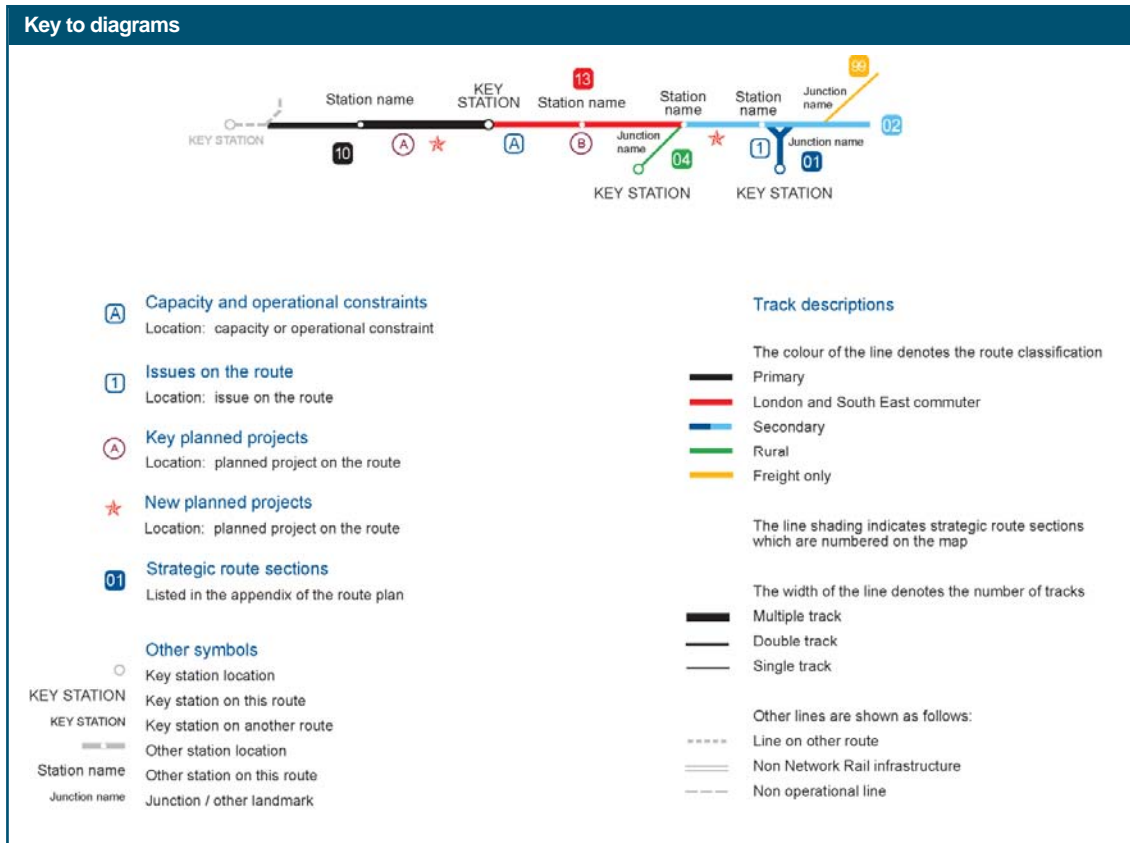 Key to diagrams
99
13
KEY
STATION
Station name
Station name
Station
name
Station
name
Junction
name
02
KEY STATION
10
A
A
B
Junction
name
04
1
Junction name
01
KEY STATION
KEY STATION
A
Capacity and operational constraints
Location: capacity or operational constraint
1
Issues on the route
Location: issue on the route
A
Key planned projects
Location: planned project on the route
New planned projects
Location: planned project on the route
01
Strategic route sections
Listed in the appendix of the route plan
Other symbols
Key station location
KEY STATION Key station on this route
KEY STATION Key station on another route
Other station location
Station name Other station on this route
Junction name Junction / other landmark
Track descriptions
The colour of the line denotes the route classification
Primary
London and South East commuter
Secondary
Rural
Freight only
The line shading indicates strategic route sections
which are numbered on the map
The width of the line denotes the number of tracks
Multiple track
Double track
Single track
Other lines are shown as follows:
Line on other route
Non Network Rail infrastructure
Non operational line